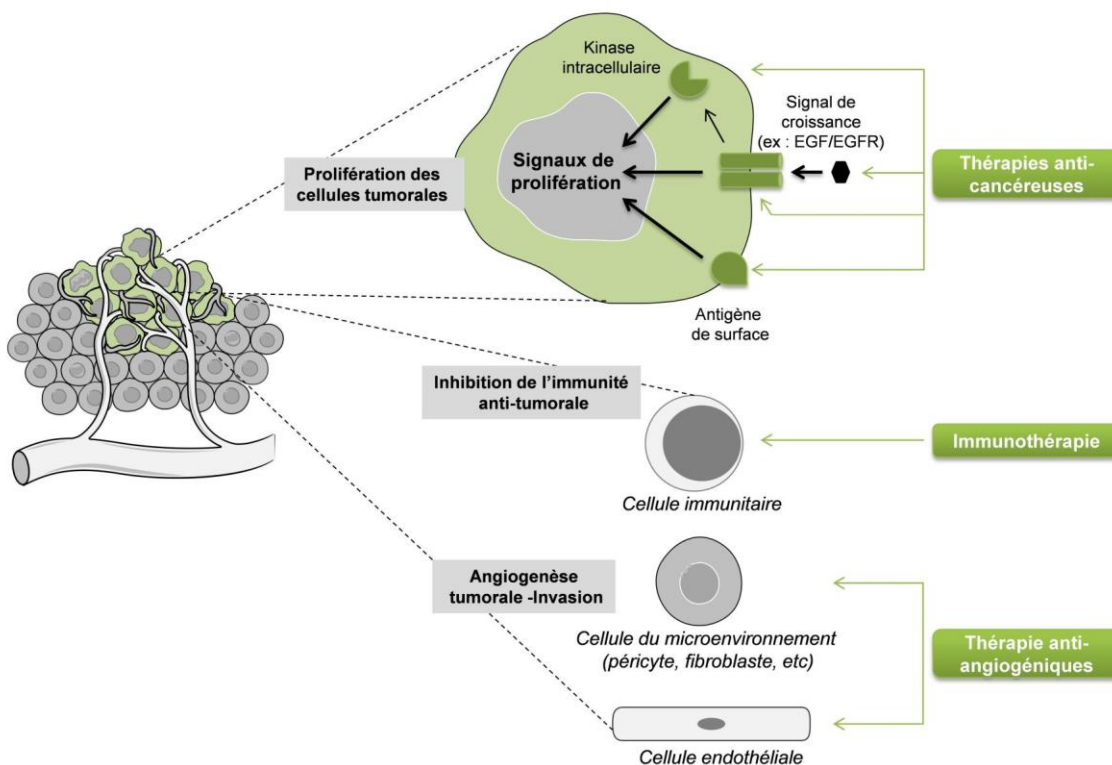 Kinase
intracellulaire
Signal de
croissance
(ex : EGF/EGFR)
Signaux de
prolifération
Prolifération des
cellules tumorales
Thérapies anti-
cancéreuses
Antigène
de surface
Inhibition de l’immunité
anti-tumorale
Immunothérapie
Cellule immunitaire
Angiogenèse
tumorale -Invasion
Cellule du microenvironnement
(péricyte, fibroblaste, etc)
Thérapie anti-
angiogéniques
Cellule endothéliale